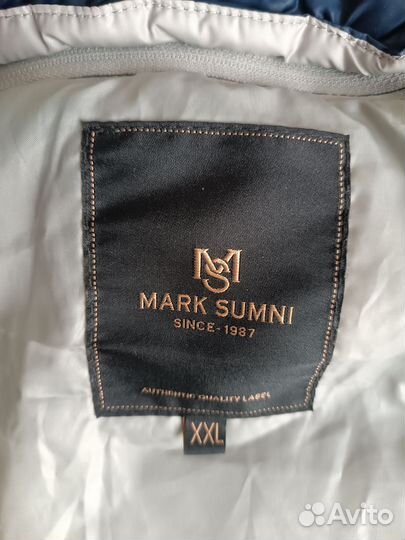 MS
MARK SUMNI
SINCE-1987
AUTHENTIC QUALITY LABEL
XXL
Avito